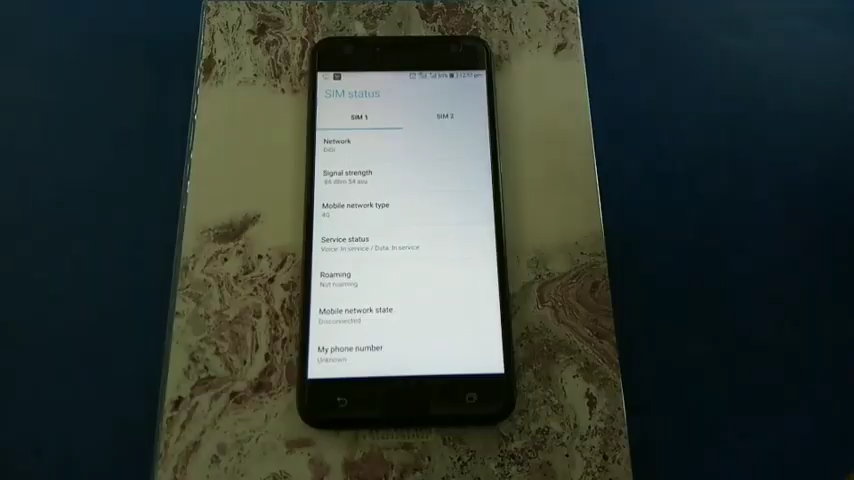 SIM status
SIM 1
SIM 2
Network
DiGi
Signal strength
Mobile network type
4G
Service status
Voice: In service / Data: In service
Roaming
Not roaming
Mobile network state
Disconnected
My phone number
Unknown